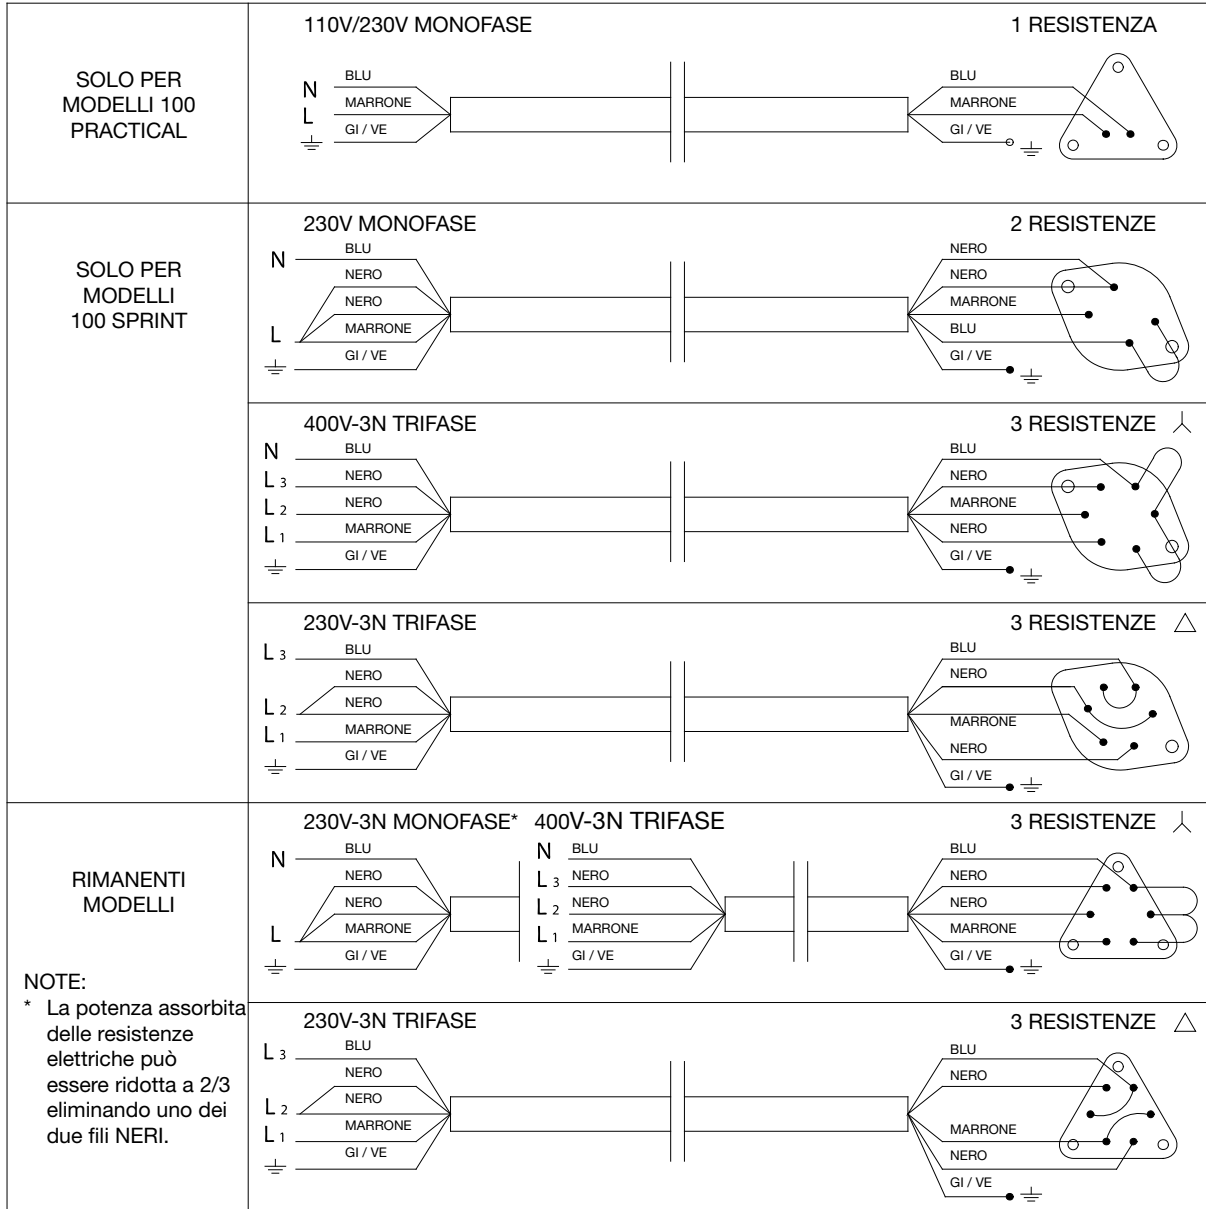 SOLO PER
MODELLI 100
PRACTICAL
110V/230V MONOFASE
1 RESISTENZA
N
BLU
L
MARRONE
GI / VE
BLU
MARRONE
GI / VE
SOLO PER
MODELLI
100 SPRINT
230V MONOFASE
2 RESISTENZE
N
BLU
NERO
NERO
L
MARRONE
GI / VE
NERO
NERO
MARRONE
BLU
GI / VE
400V-3N TRIFASE
3 RESISTENZE
N
BLU
L 3
NERO
L 2
NERO
L 1
MARRONE
GI / VE
BLU
NERO
MARRONE
NERO
GI / VE
230V-3N TRIFASE
3 RESISTENZE
L 3
BLU
NERO
L 2
NERO
L 1
MARRONE
GI / VE
BLU
NERO
MARRONE
NERO
GI / VE
RIMANENTI
MODELLI
NOTE:
* La potenza assorbita
delle resistenze
elettriche può
essere ridotta a 2/3
eliminando uno dei
due fili NERI.
230V-3N MONOFASE*
400V-3N TRIFASE
3 RESISTENZE
N
BLU
NERO
NERO
L
MARRONE
GI / VE
N
BLU
L 3
NERO
L 2
NERO
L 1
MARRONE
GI / VE
BLU
NERO
NERO
MARRONE
GI / VE
230V-3N TRIFASE
3 RESISTENZE
L 3
BLU
NERO
L 2
NERO
L 1
MARRONE
GI / VE
BLU
NERO
MARRONE
NERO
GI / VE